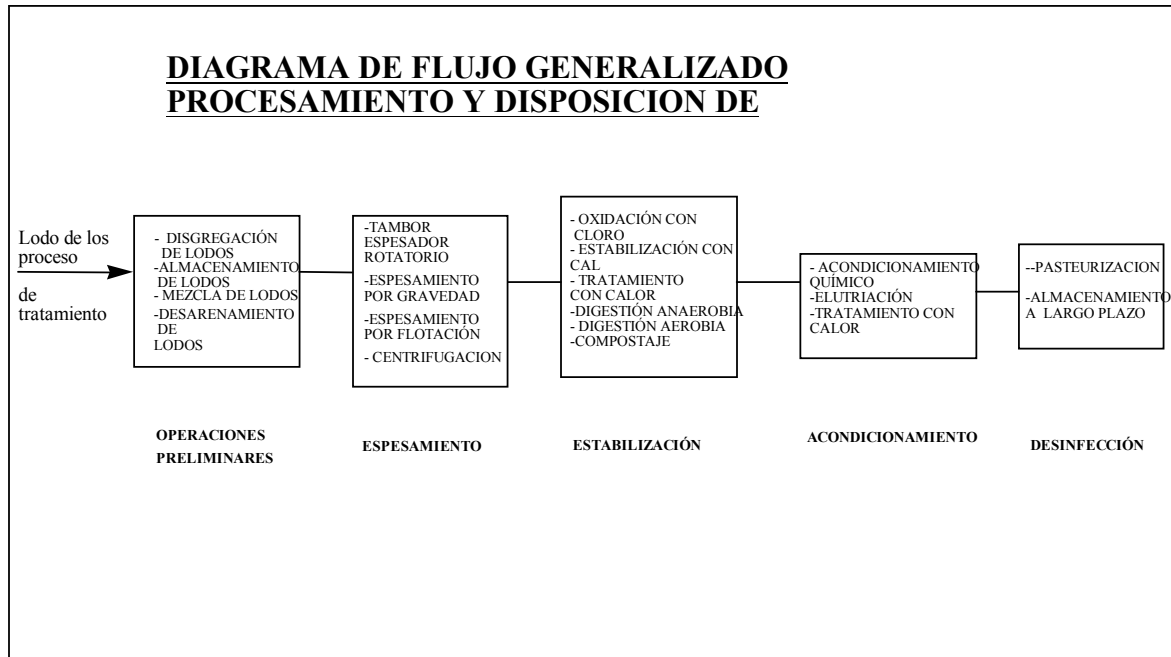 DIAGRAMA DE FLUJO GENERALIZADO
PROCESAMIENTO Y DISPOSICION DE
Lodo de los
proceso
de
tratamiento
- DISGREGACIÓN
DE LODOS
-ALMACENAMIENTO
DE LODOS
- MEZCLA DE LODOS
-DESARENAMIENTO
DE
LODOS
-TAMBOR
ESPESADOR
ROTATORIO
-ESPESAMIENTO
POR GRAVEDAD
-ESPESAMIENTO
POR FLOTACIÓN
- CENTRIFUGACION
- OXIDACIÓN CON
CLORO
- ESTABILIZACIÓN CON
CAL
- TRATAMIENTO
CON CALOR
-DIGESTIÓN ANAEROBIA
- DIGESTIÓN AEROBIA
-COMPOSTAJE
- ACONDICIONAMIENTO
QUÍMICO
-ELUTRIACIÓN
-TRATAMIENTO CON
CALOR
--PASTEURIZACION
-ALMACENAMIENTO
A LARGO PLAZO
OPERACIONES
PRELIMINARES
ESPESAMIENTO
ESTABILIZACIÓN
ACONDICIONAMIENTO
DESINFECCIÓN